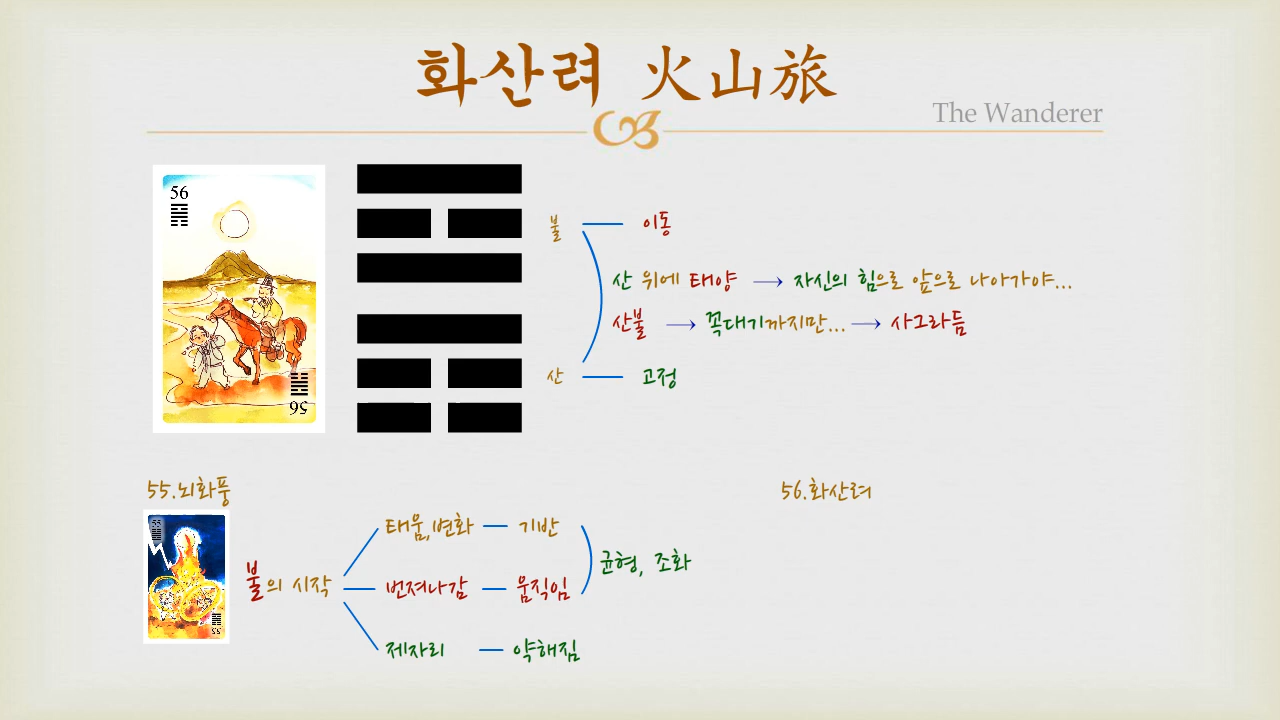 화산려 火山旅
The Wanderer
56
불 이동
산 위에 태양 → 자신의 힘으로 앞으로 나아가야...
산불 → 꼭대기까지만... → 사그라듬
산 고정
56
55.뇌화풍
56.화산려
55
태움,변화 기반
균형, 조화
불의 시작
번져나감 움직임
55
제자리 약해짐